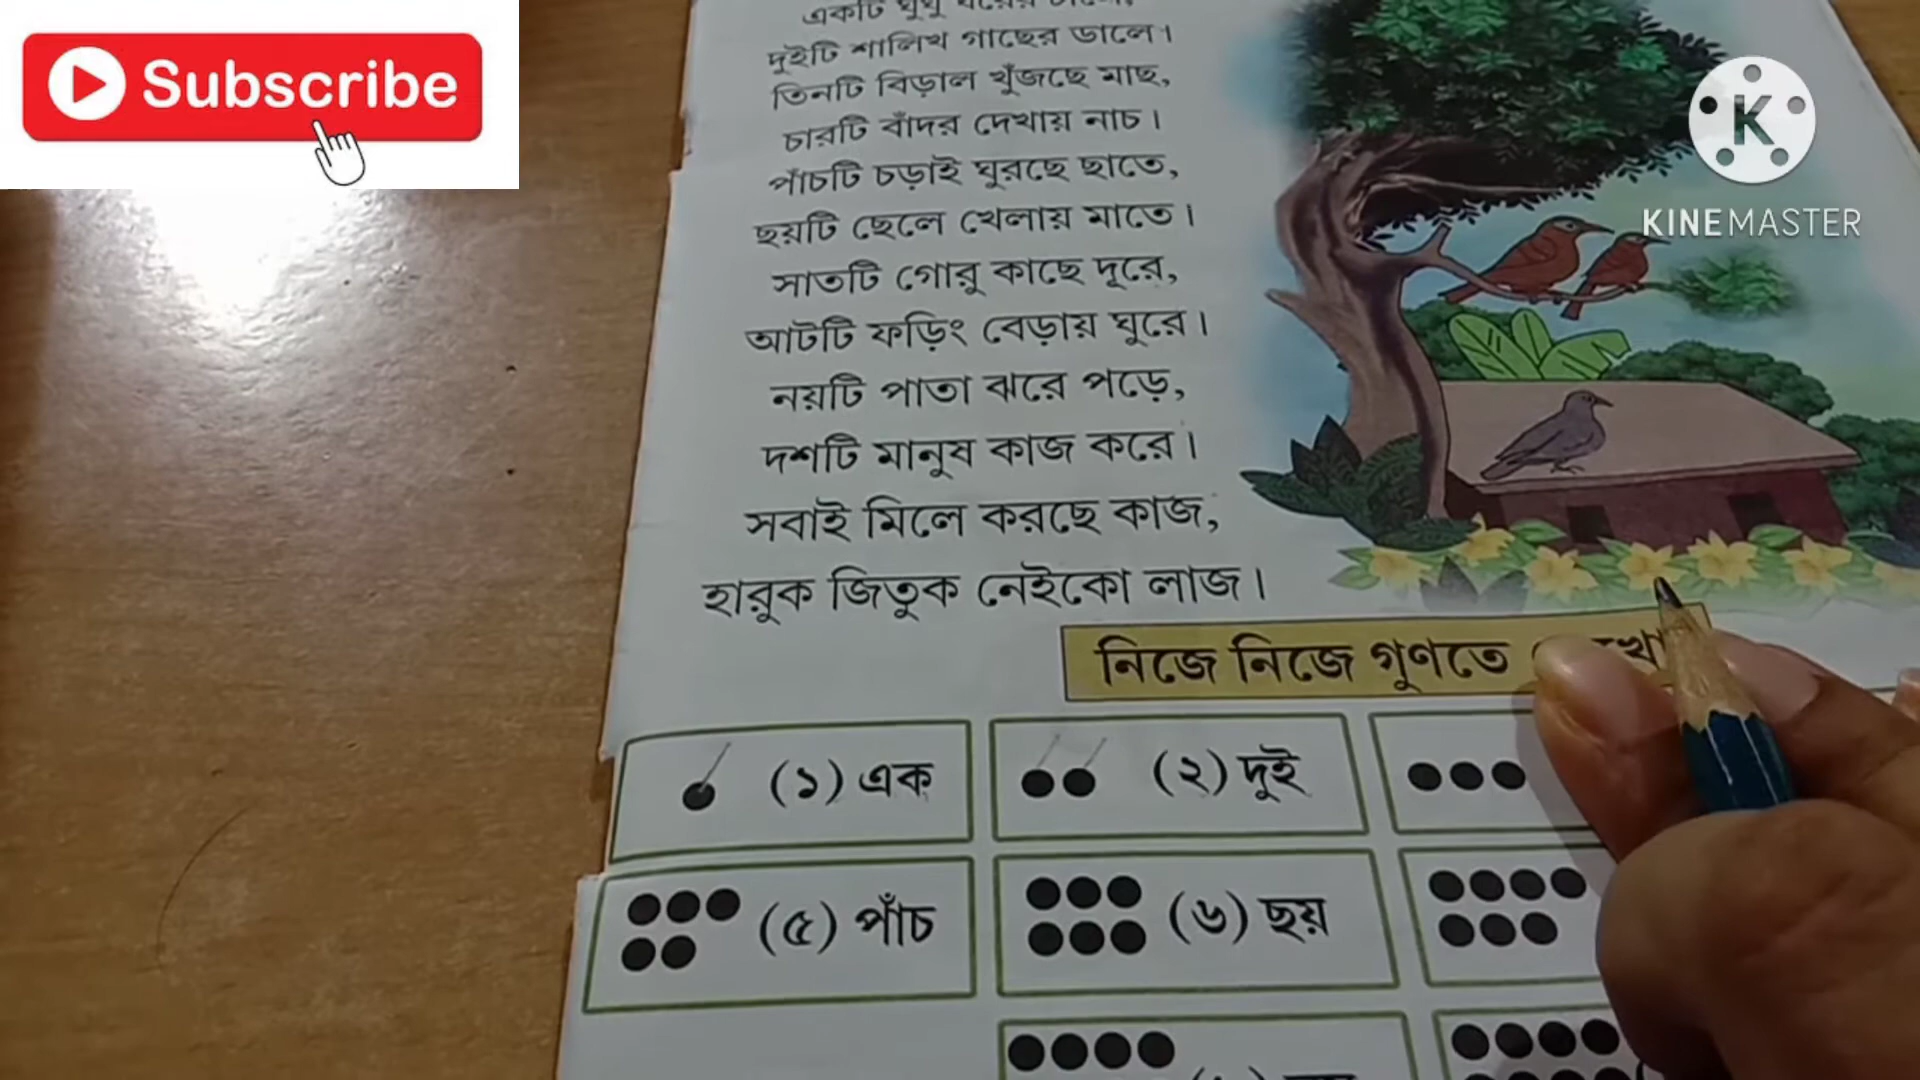 Subscribe
K
KINEMASTER
একটি ঘুঘু
দুইটি শালিখ গাছের ডালে।
তিনটি বিড়াল খুঁজছে মাছ,
চারটি বাঁদর দেখায় নাচ।
পাঁচটি চড়াই ঘুরছে ছাতে,
ছয়টি ছেলে খেলায় মাতে।
সাতটি গোরু কাছে দূরে,
আটটি ফড়িং বেড়ায় ঘুরে।
নয়টি পাতা ঝরে পড়ে,
দশটি মানুষ কাজ করে।
সবাই মিলে করছে কাজ,
হারুক জিতুক নেইকো লাজ।
নিজে নিজে গুণতে
(১) এক (২) দুই
(৫) পাঁচ (৬) ছয়